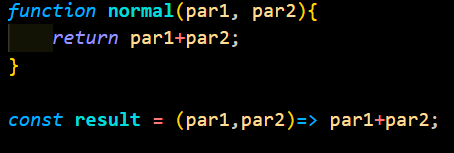 function normal(par1, par2){
    return par1+par2;
}
const result = (par1,par2)=> par1+par2;